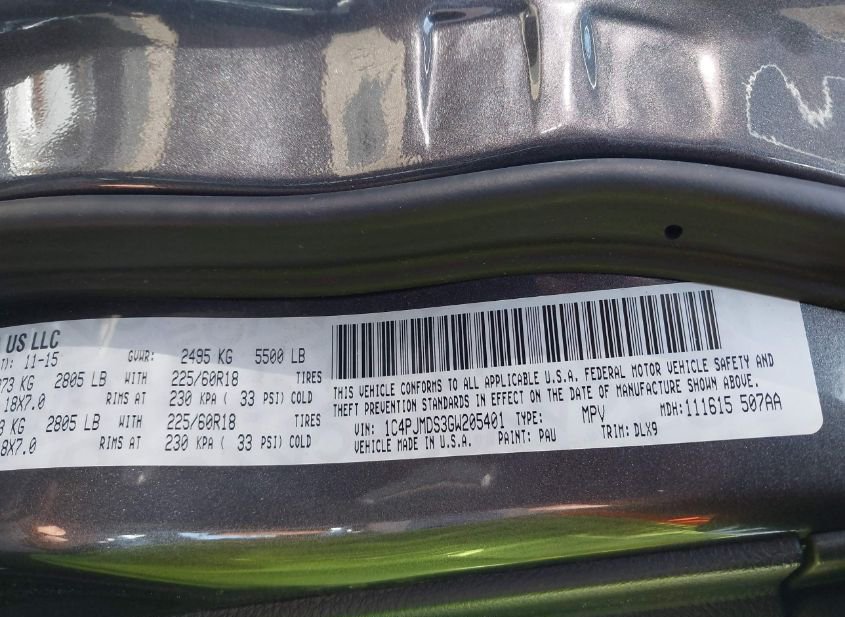 US LLC
T): 11-15 GVWR: 2495 KG 5500 LB
73 KG 2805 LB WITH 225/60R18 TIRES
18X7.0 RIMS AT 230 KPA ( 33 PSI) COLD
3 KG 2805 LB WITH 225/60R18 TIRES
8X7.0 RIMS AT 230 KPA ( 33 PSI) COLD
THIS VEHICLE CONFORMS TO ALL APPLICABLE U.S.A. FEDERAL MOTOR VEHICLE SAFETY AND
THEFT PREVENTION STANDARDS IN EFFECT ON THE DATE OF MANUFACTURE SHOWN ABOVE.
VIN: 1C4PJMDS3GW205401 TYPE: MPV MDH: 111615 507AA
VEHICLE MADE IN U.S.A. PAINT: PAU TRIM: DLX9